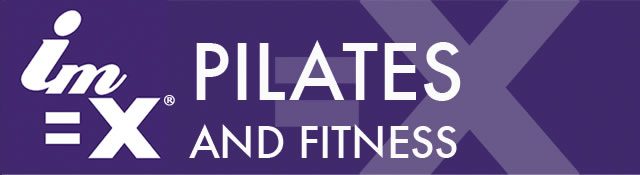 im
=X®
PILATES
AND FITNESS
=X